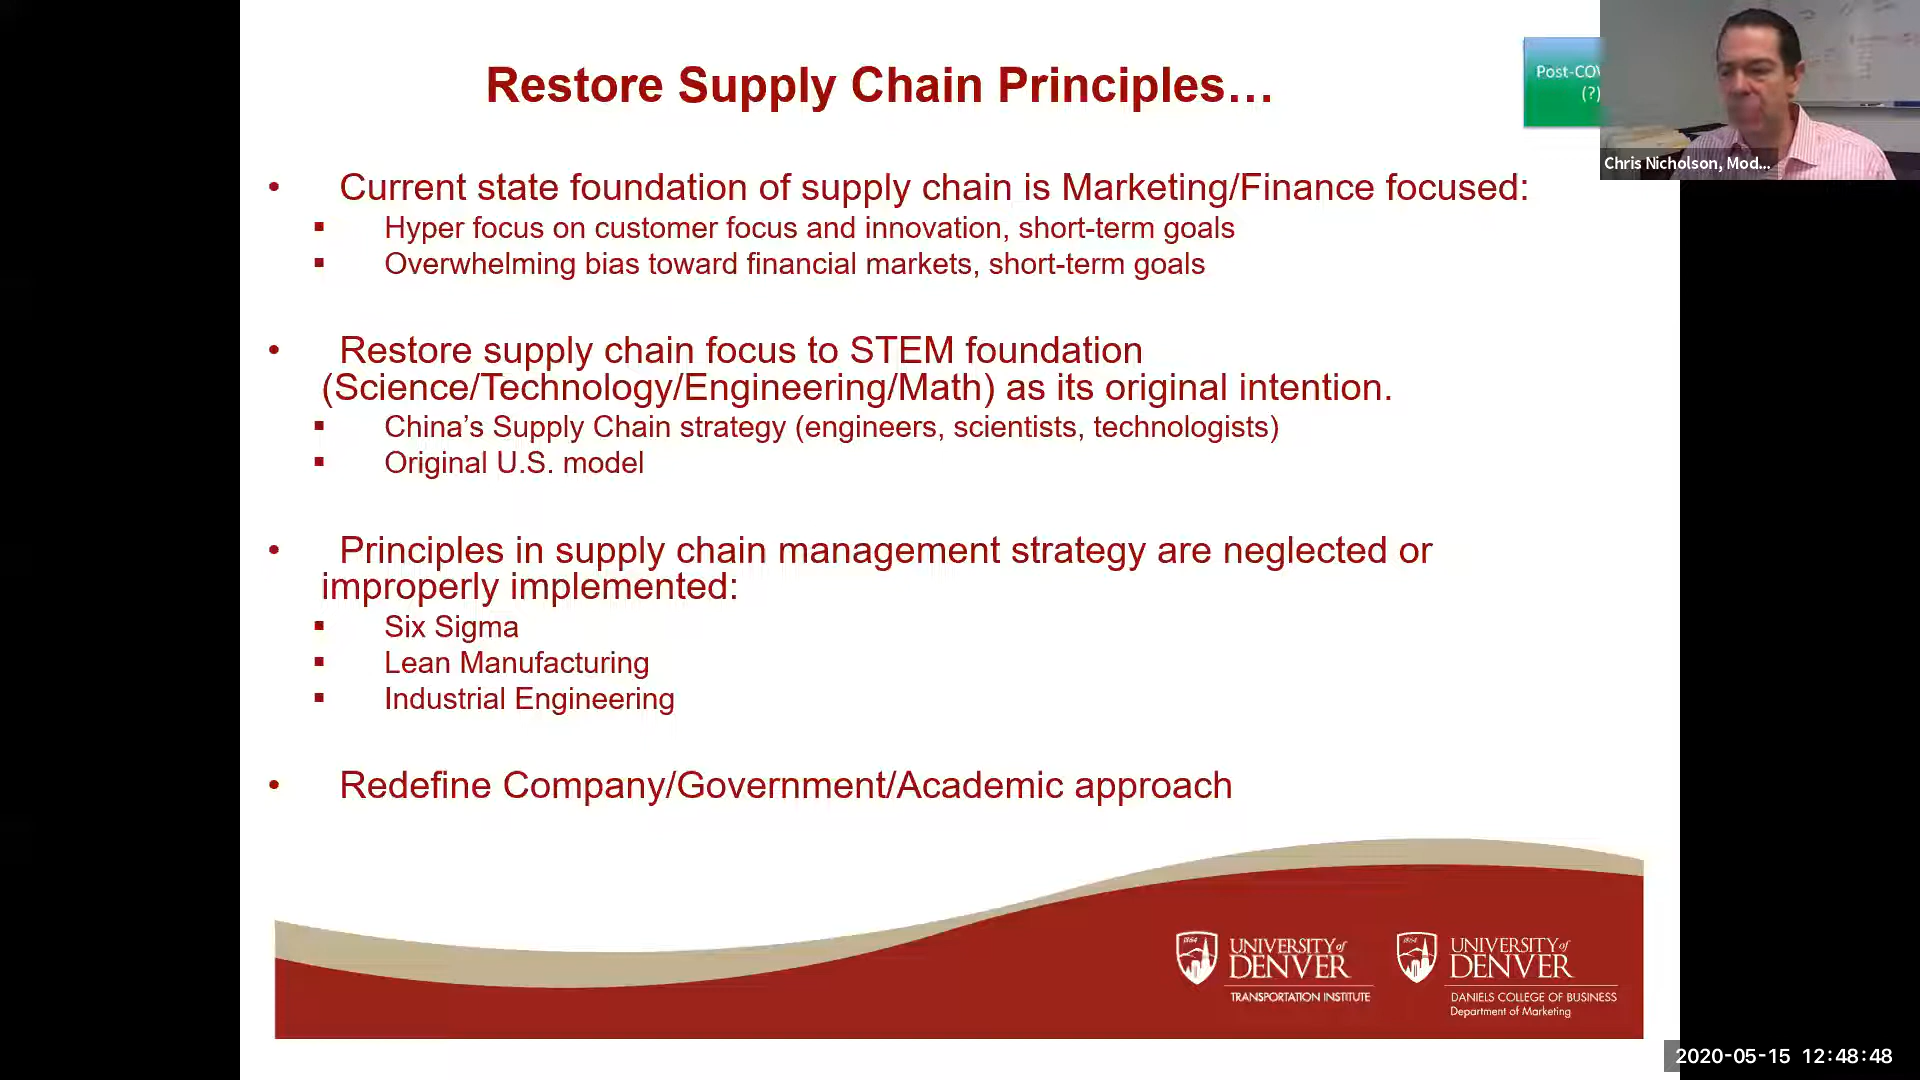 Restore Supply Chain Principles…
Post-COV
(?)
Chris Nicholson, Mod...
• Current state foundation of supply chain is Marketing/Finance focused:
▪ Hyper focus on customer focus and innovation, short-term goals
▪ Overwhelming bias toward financial markets, short-term goals
• Restore supply chain focus to STEM foundation
(Science/Technology/Engineering/Math) as its original intention.
▪ China’s Supply Chain strategy (engineers, scientists, technologists)
▪ Original U.S. model
• Principles in supply chain management strategy are neglected or
improperly implemented:
▪ Six Sigma
▪ Lean Manufacturing
▪ Industrial Engineering
• Redefine Company/Government/Academic approach
1864
UNIVERSITY of
DENVER
TRANSPORTATION INSTITUTE
1864
UNIVERSITY of
DENVER
DANIELS COLLEGE OF BUSINESS
Department of Marketing
2020-05-15 12:48:48